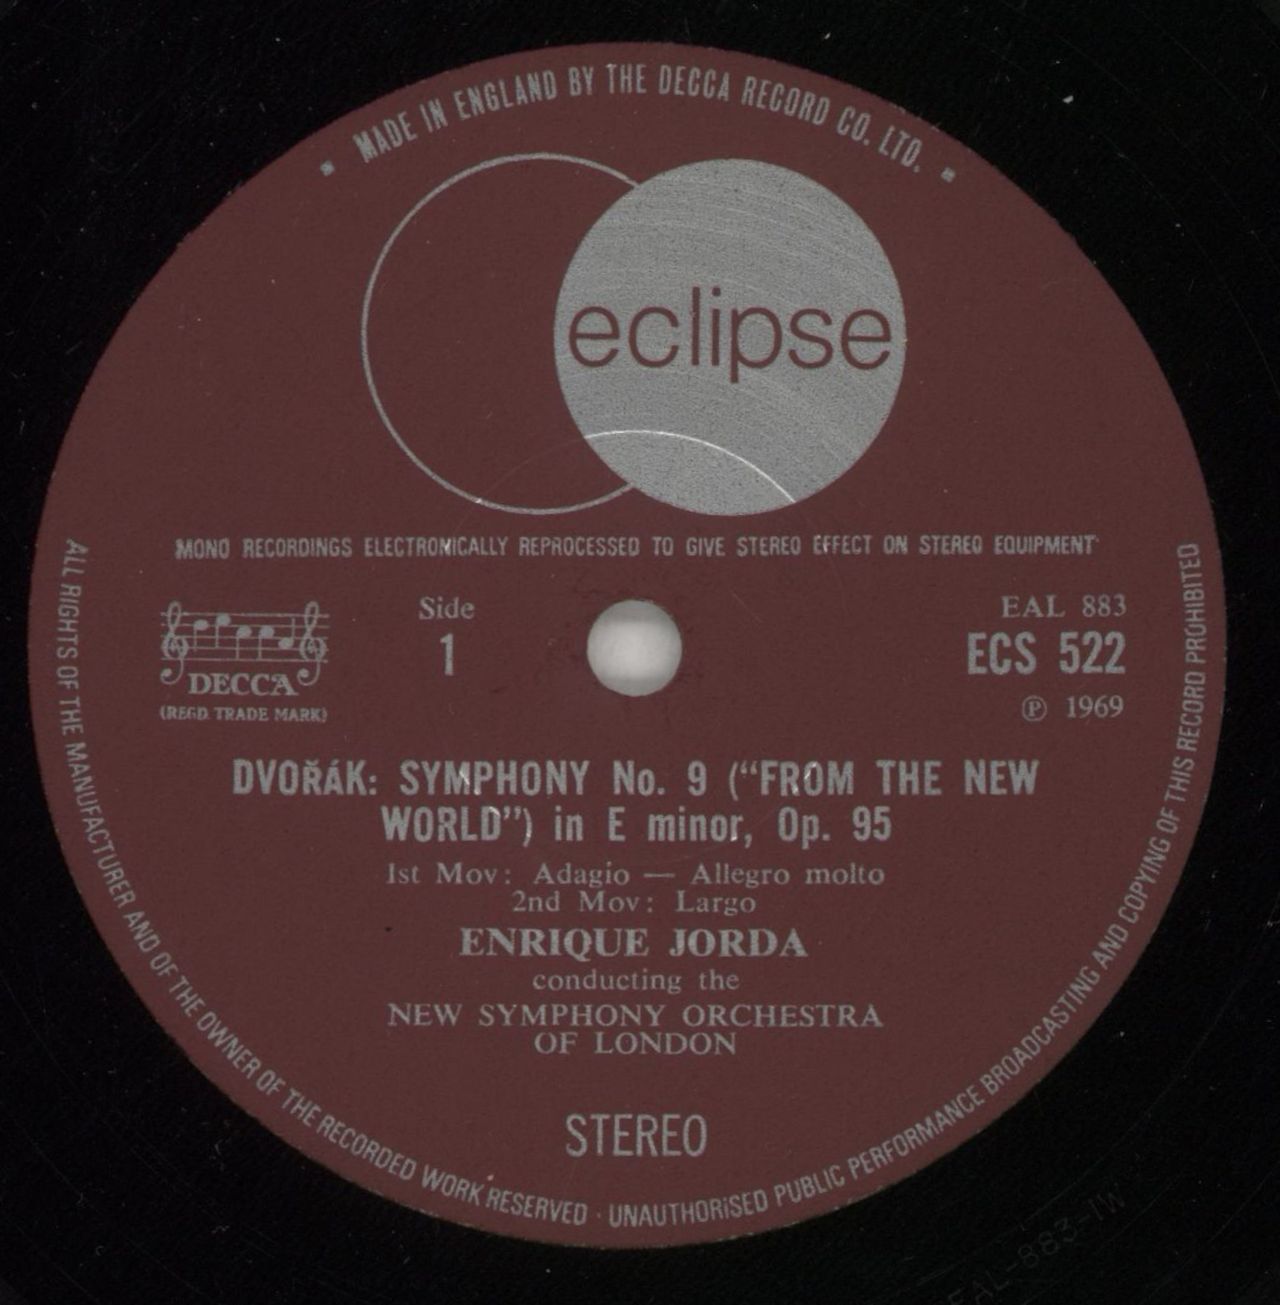 MADE IN ENGLAND BY THE DECCA RECORD CO. LTD.
eclipse
MONO RECORDINGS ELECTRONICALLY REPROCESSED TO GIVE STEREO EFFECT ON STEREO EQUIPMENT
DECCA
(REGD. TRADE MARK)
Side
1
EAL 883
ECS 522
℗ 1969
DVOŘÁK: SYMPHONY No. 9 (“FROM THE NEW
WORLD”) in E minor, Op. 95
1st Mov: Adagio — Allegro molto
2nd Mov: Largo
ENRIQUE JORDA
conducting the
NEW SYMPHONY ORCHESTRA
OF LONDON
STEREO
ALL RIGHTS OF THE MANUFACTURER AND OF THE OWNER OF THE RECORDED WORK RESERVED · UNAUTHORISED PUBLIC PERFORMANCE BROADCASTING AND COPYING OF THIS RECORD PROHIBITED
EAL-883-1W